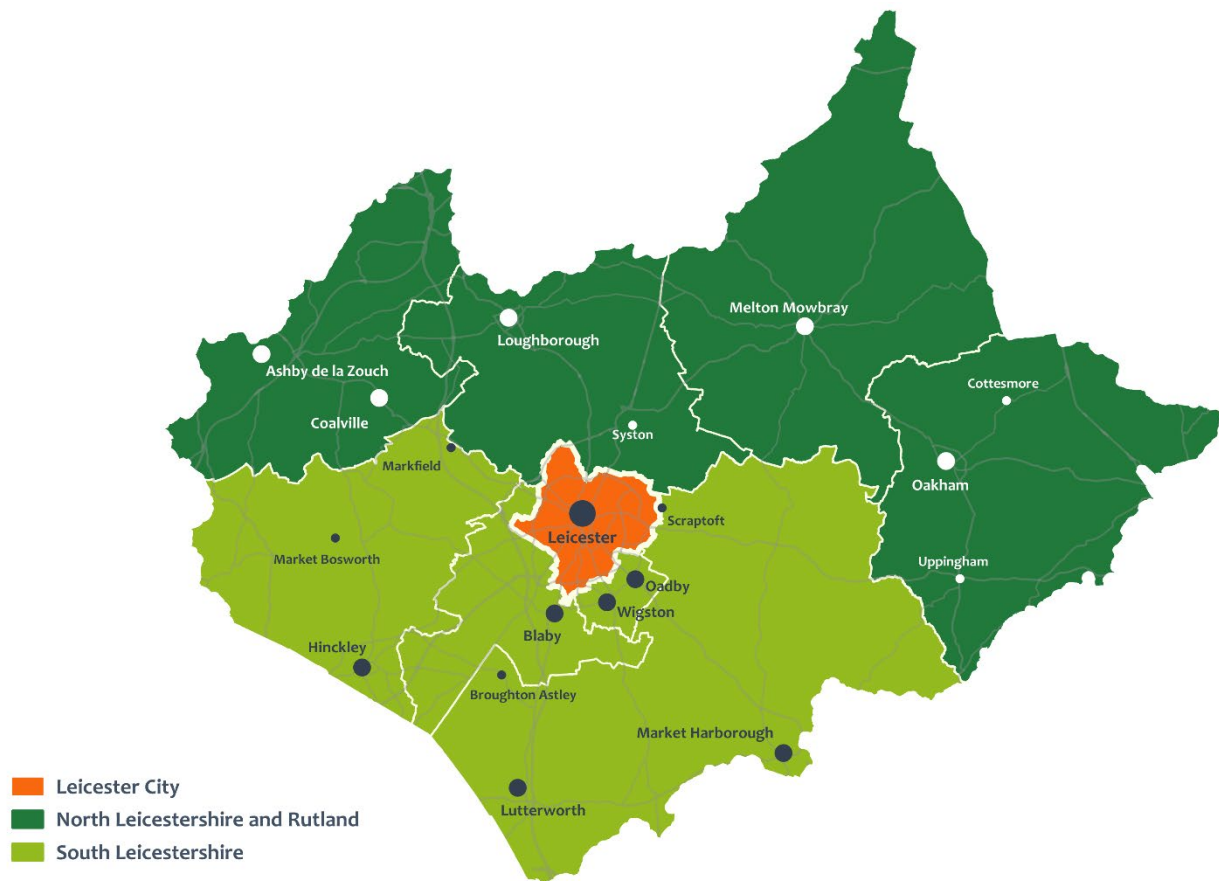 Melton Mowbray
Loughborough
Ashby de la Zouch
Cottesmore
Coalville
Syston
Markfield
Oakham
Scraptoft
Leicester
Market Bosworth
Uppingham
Oadby
Wigston
Blaby
Hinckley
Broughton Astley
Market Harborough
Lutterworth
Leicester City
North Leicestershire and Rutland
South Leicestershire